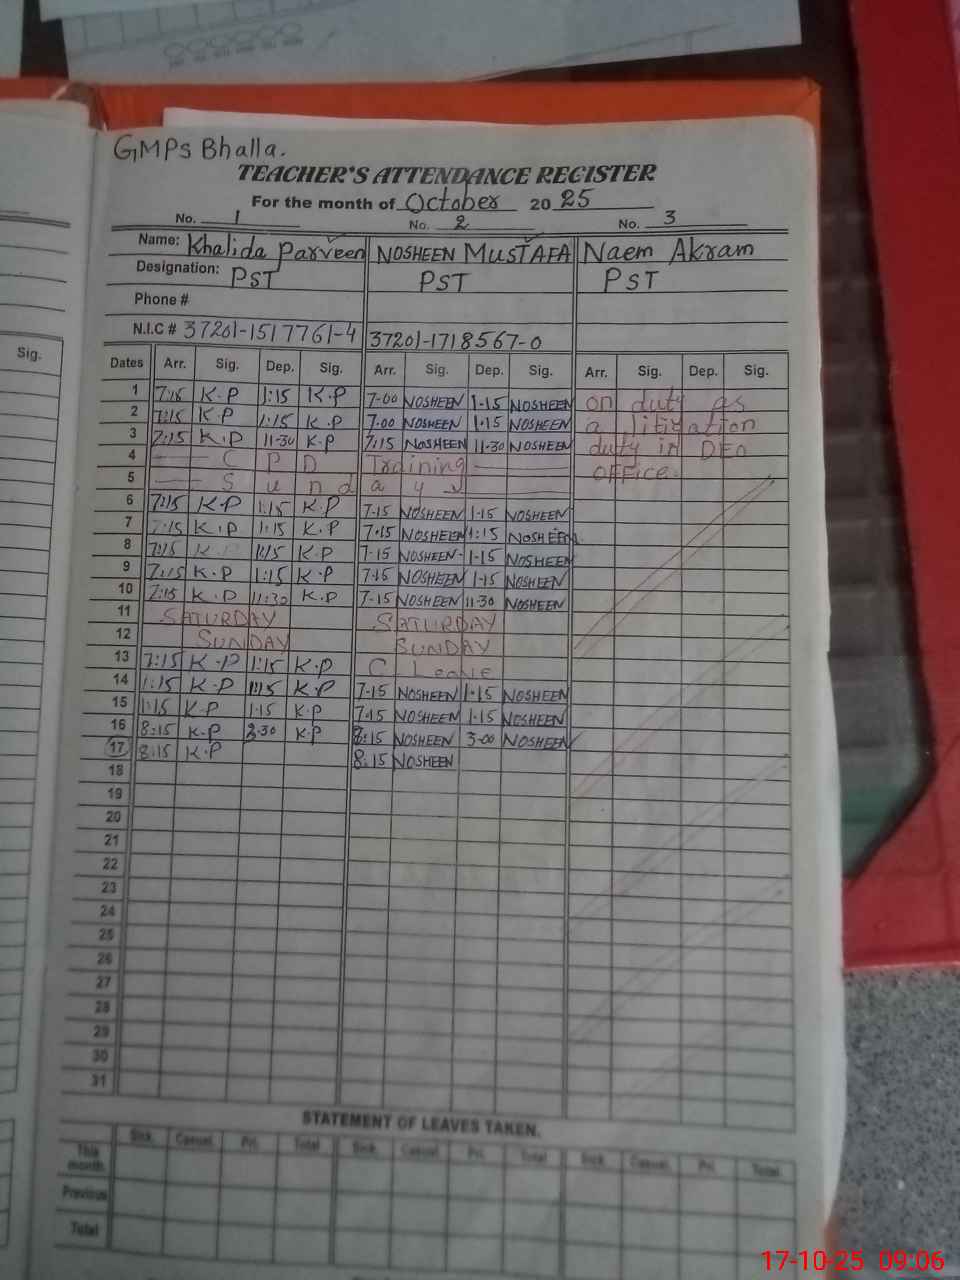 GMPS Bhalla.
TEACHER'S ATTENDANCE REGISTER
For the month of October 20 25
No. 1 No. 2 No. 3
Name: Khalida Parveen NOSHEEN MUSTAFA Naem Akram
Designation: PST PST PST
Phone #
N.I.C # 37201-1517761-4 37201-1718567-0
Sig.
Dates Arr. Sig. Dep. Sig. Arr. Sig. Dep. Sig. Arr. Sig. Dep. Sig.
1 7:15 K.P 1:15 K.P 7-00 NOSHEEN 1-15 NOSHEEN on duty as
2 7:15 K.P 1:15 K.P 7.00 NOSHEEN 1.15 NOSHEEN a litigation
3 7:15 K.P 11-30 K.P 7:15 NOSHEEN 11-30 NOSHEEN duty in DEO
4 C P D Training office.
5 S u n d a y
6 7:15 K.P 1:15 K.P 7-15 NOSHEEN 1-15 NOSHEEN
7 7:15 K.P 1:15 K.P 7.15 NOSHEEN 1:15 NOSHEEN
8 7:15 K.P 1:15 K.P 7-15 NOSHEEN 1-15 NOSHEEN
9 7:15 K.P 1:15 K.P 7-15 NOSHEEN 1-15 NOSHEEN
10 7:15 K.P 11:30 K.P 7-15 NOSHEEN 11-30 NOSHEEN
11 SATURDAY SATURDAY
12 SUNDAY SUNDAY
13 7:15 K.P 1:15 K.P C. Leave
14 1:15 K.P 1:15 K.P 7-15 NOSHEEN 1.15 NOSHEEN
15 1:15 K.P 1.15 K.P 7.15 NOSHEEN 1-15 NOSHEEN
16 8:15 K.P 30 K.P 8:15 NOSHEEN 3-00 NOSHEEN
17 8:15 K.P 8:15 NOSHEEN
18
19
20
21
22
23
24
25
26
27
28
29
30
31
STATEMENT OF LEAVES TAKEN.
Sick. Casual. Pri. Total Sick. Casual. Pri. Total Sick. Casual. Pri. Total.
This month.
Previous
Total
17-10-25 09:06